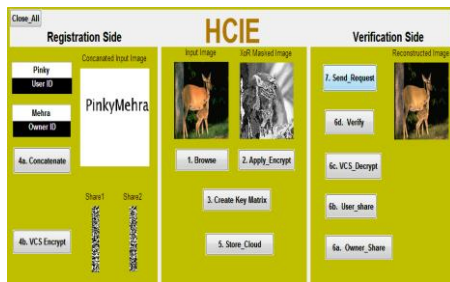 Close_All
HCIE
Registration Side
Verification Side
Pinky
User ID
Mehra
Owner ID
4a. Concatenate
4b. VCS Encrypt
Concanated Input Image
PinkyMehra
Share1
Share2
Input Image
XoR Masked Image
1. Browse
2. Apply_Encrypt
3. Create Key Matrix
5. Store_Cloud
Reconstructed Image
7. Send_Request
6d. Verify
6c. VCS_Decrypt
6b. User_share
6a. Owner_Share